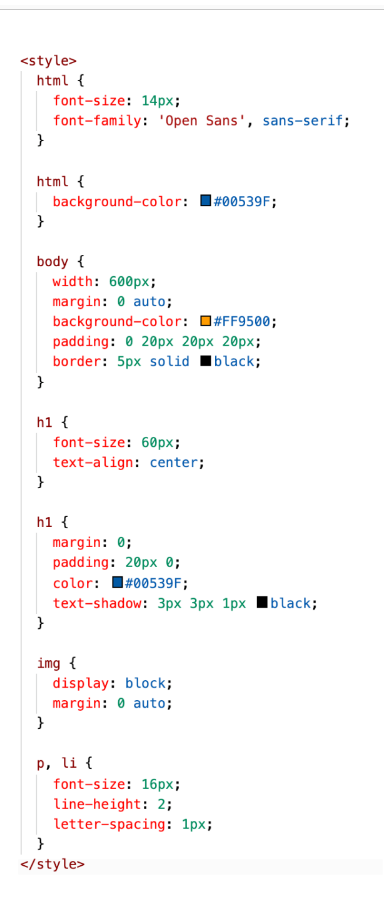 <style>
html {
font-size: 14px;
font-family: 'Open Sans', sans-serif;
}
html {
background-color: #00539F;
}
body {
width: 600px;
margin: 0 auto;
background-color: #FF9500;
padding: 0 20px 20px 20px;
border: 5px solid black;
}
h1 {
font-size: 60px;
text-align: center;
}
h1 {
margin: 0;
padding: 20px 0;
color: #00539F;
text-shadow: 3px 3px 1px black;
}
img {
display: block;
margin: 0 auto;
}
p, li {
font-size: 16px;
line-height: 2;
letter-spacing: 1px;
}
</style>